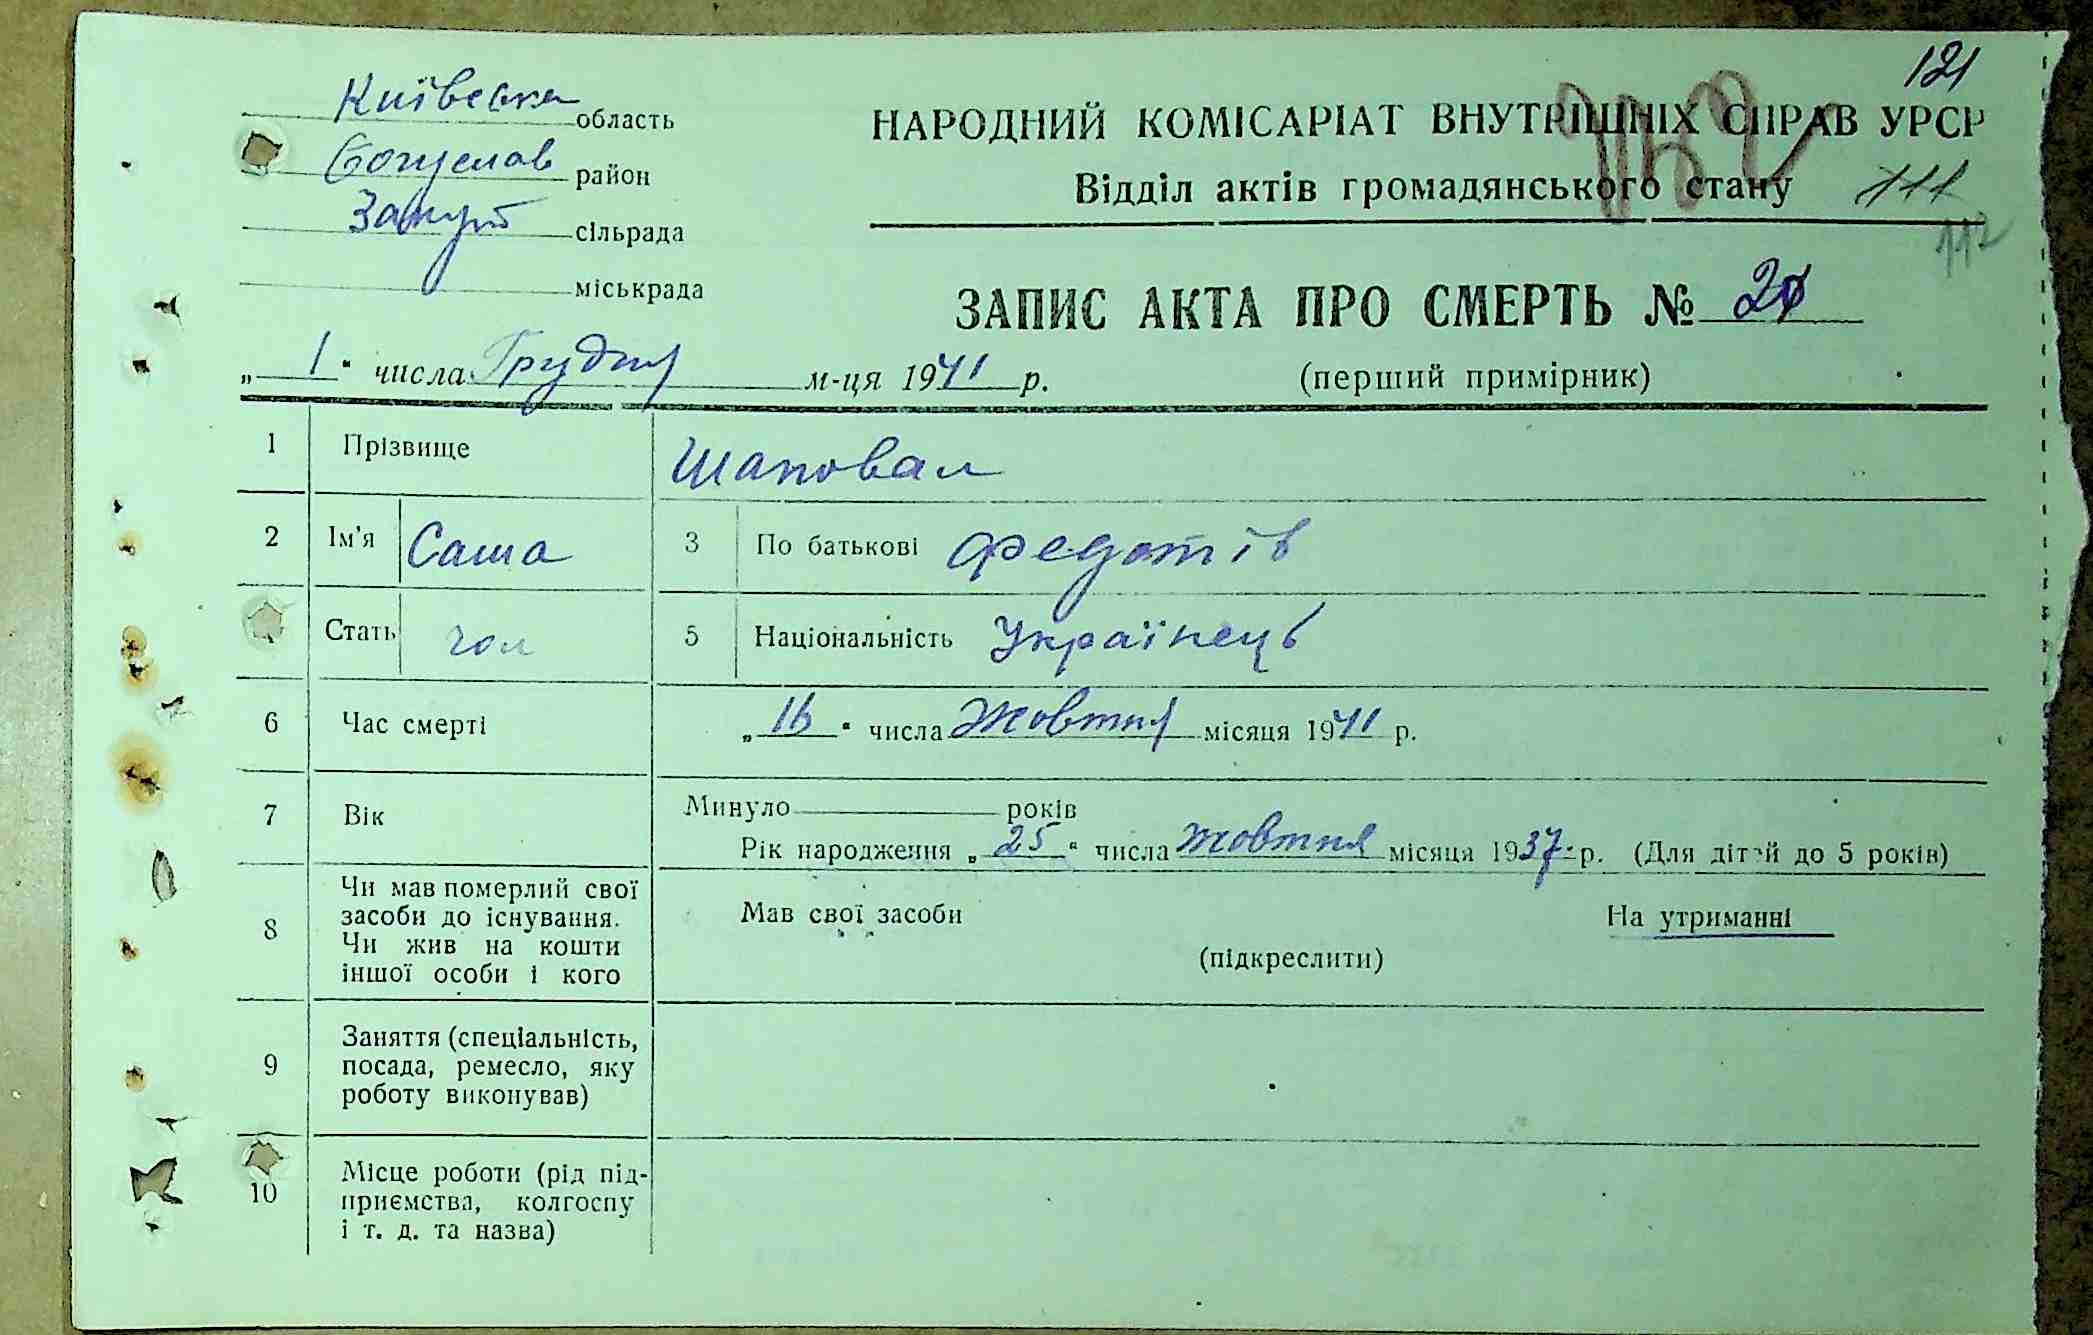 121
Київська область
НАРОДНИЙ КОМІСАРІАТ ВНУТРІШНІХ СПРАВ УРСР
Богуслав район
Відділ актів громадянського стану 111
сільрада
112
міськрада
ЗАПИС АКТА ПРО СМЕРТЬ №
„ 1 “ числа Грудня м-ця 1941 р. (перший примірник)
1 Прізвище Шаповал
2 Ім'я Саша 3 По батькові Федотів
Стать чол 5 Національність Українець
6 Час смерті „ 16 “ числа Жовтня місяця 1941 р.
7 Вік Минуло років
Рік народження „ 25 “ числа жовтня місяця 1937 р. (Для дітей до 5 років)
8 Чи мав померлий свої
засоби до існування.
Чи жив на кошти
іншої особи і кого
Мав свої засоби На утриманні
(підкреслити)
9 Заняття (спеціальність,
посада, ремесло, яку
роботу виконував)
10 Місце роботи (рід під-
приємства, колгоспу
і т. д. та назва)